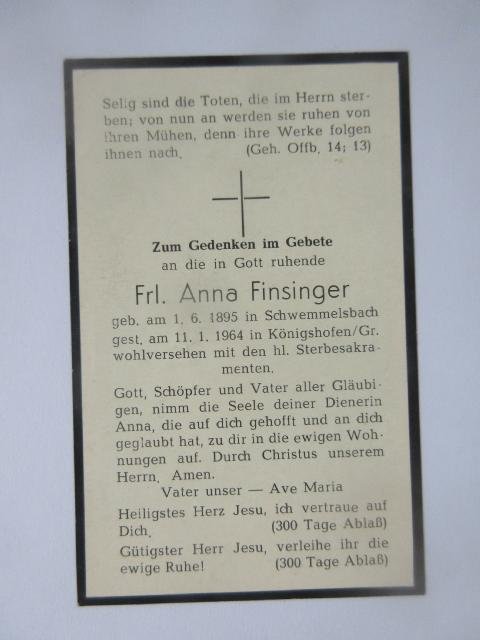 Selig sind die Toten, die im Herrn ster-
ben; von nun an werden sie ruhen von
ihren Mühen, denn ihre Werke folgen
ihnen nach. (Geh. Offb. 14; 13)
Zum Gedenken im Gebete
an die in Gott ruhende
Frl. Anna Finsinger
geb. am 1. 6. 1895 in Schwemmelsbach
gest. am 11. 1. 1964 in Königshofen/Gr.
wohlversehen mit den hl. Sterbesakra-
menten.
Gott, Schöpfer und Vater aller Gläubi-
gen, nimm die Seele deiner Dienerin
Anna, die auf dich gehofft und an dich
geglaubt hat, zu dir in die ewigen Woh-
nungen auf. Durch Christus unserem
Herrn, Amen.
Vater unser — Ave Maria
Heiligstes Herz Jesu, ich vertraue auf
Dich. (300 Tage Ablaß)
Gütigster Herr Jesu, verleihe ihr die
ewige Ruhe! (300 Tage Ablaß)